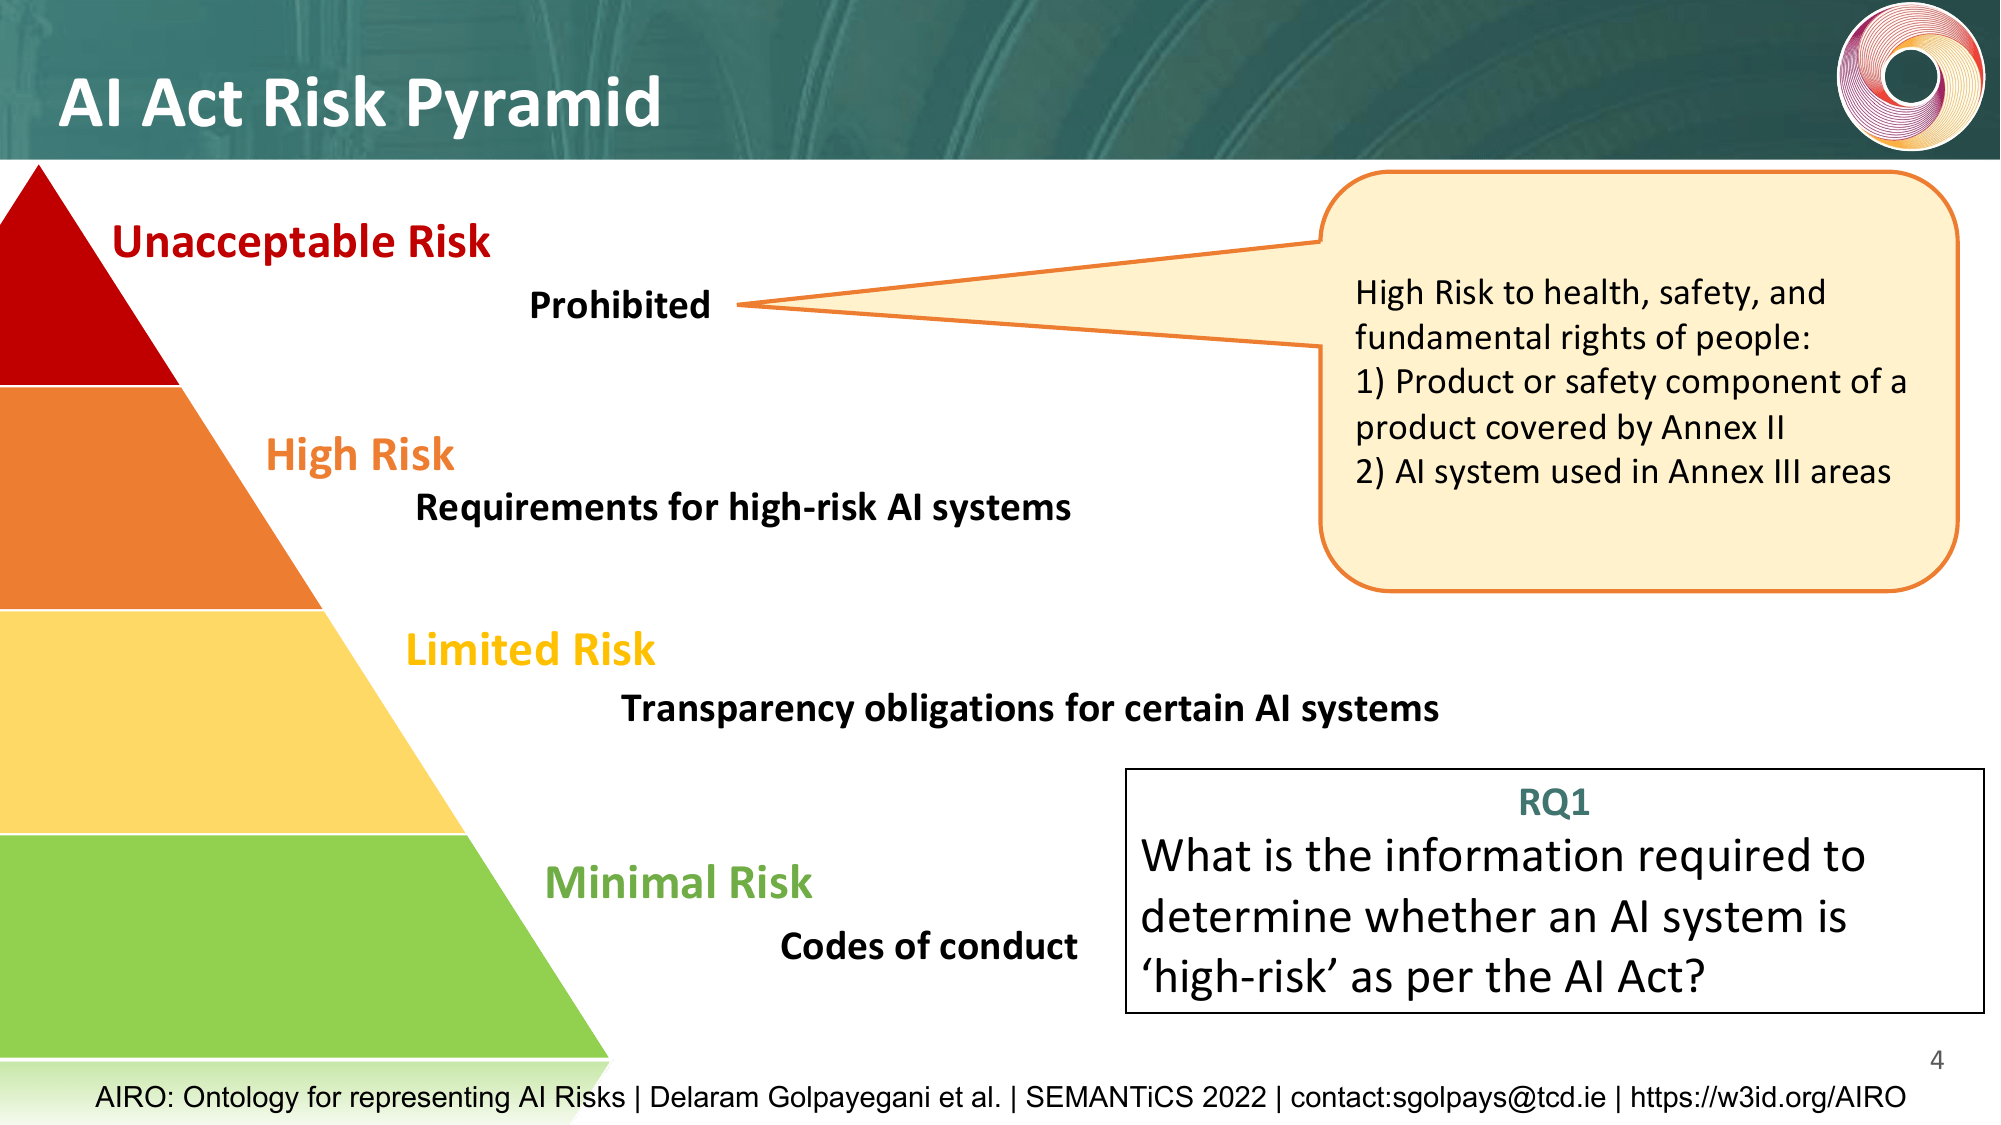 AI Act Risk Pyramid
Unacceptable Risk
Prohibited
High Risk to health, safety, and
fundamental rights of people:
1) Product or safety component of a
product covered by Annex II
2) AI system used in Annex III areas
High Risk
Requirements for high-risk AI systems
Limited Risk
Transparency obligations for certain AI systems
Minimal Risk
Codes of conduct
RQ1
What is the information required to
determine whether an AI system is
‘high-risk’ as per the AI Act?
4
AIRO: Ontology for representing AI Risks | Delaram Golpayegani et al. | SEMANTiCS 2022 | contact:sgolpays@tcd.ie | https://w3id.org/AIRO